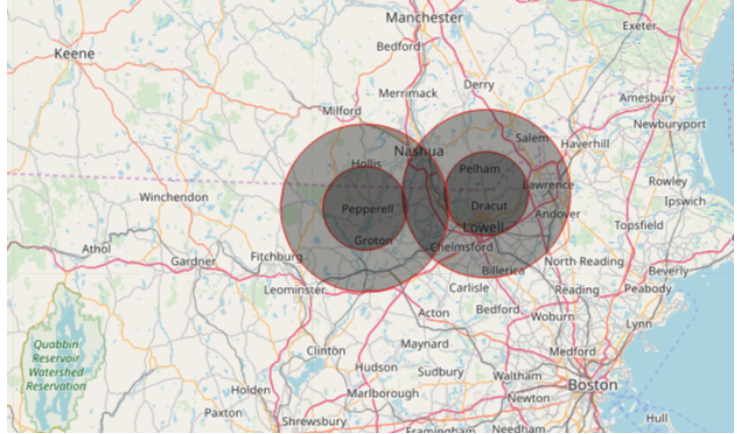 Manchester
Exeter
Bedford
Keene
Derry
Merrimack
Amesbury
Milford
Newburyport
Salem
Haverhill
Nashua
Hollis
Pelham
Rowley
Lawrence
Winchendon
Ipswich
Pepperell
Dracut
Andover
Topsfield
Lowell
Groton
Athol
Chelmsford
Fitchburg
Gardner
North Reading
Billerica
Beverly
Leominster
Carlisle
Reading
Peabody
Bedford
Acton
Woburn
Lynn
Quabbin
Reservoir
Watershed
Reservation
Maynard
Clinton
Medford
Hudson
Sudbury
Waltham
Boston
Holden
Marlborough
Newton
Paxton
Shrewsbury
Hull
Framingham
Needham